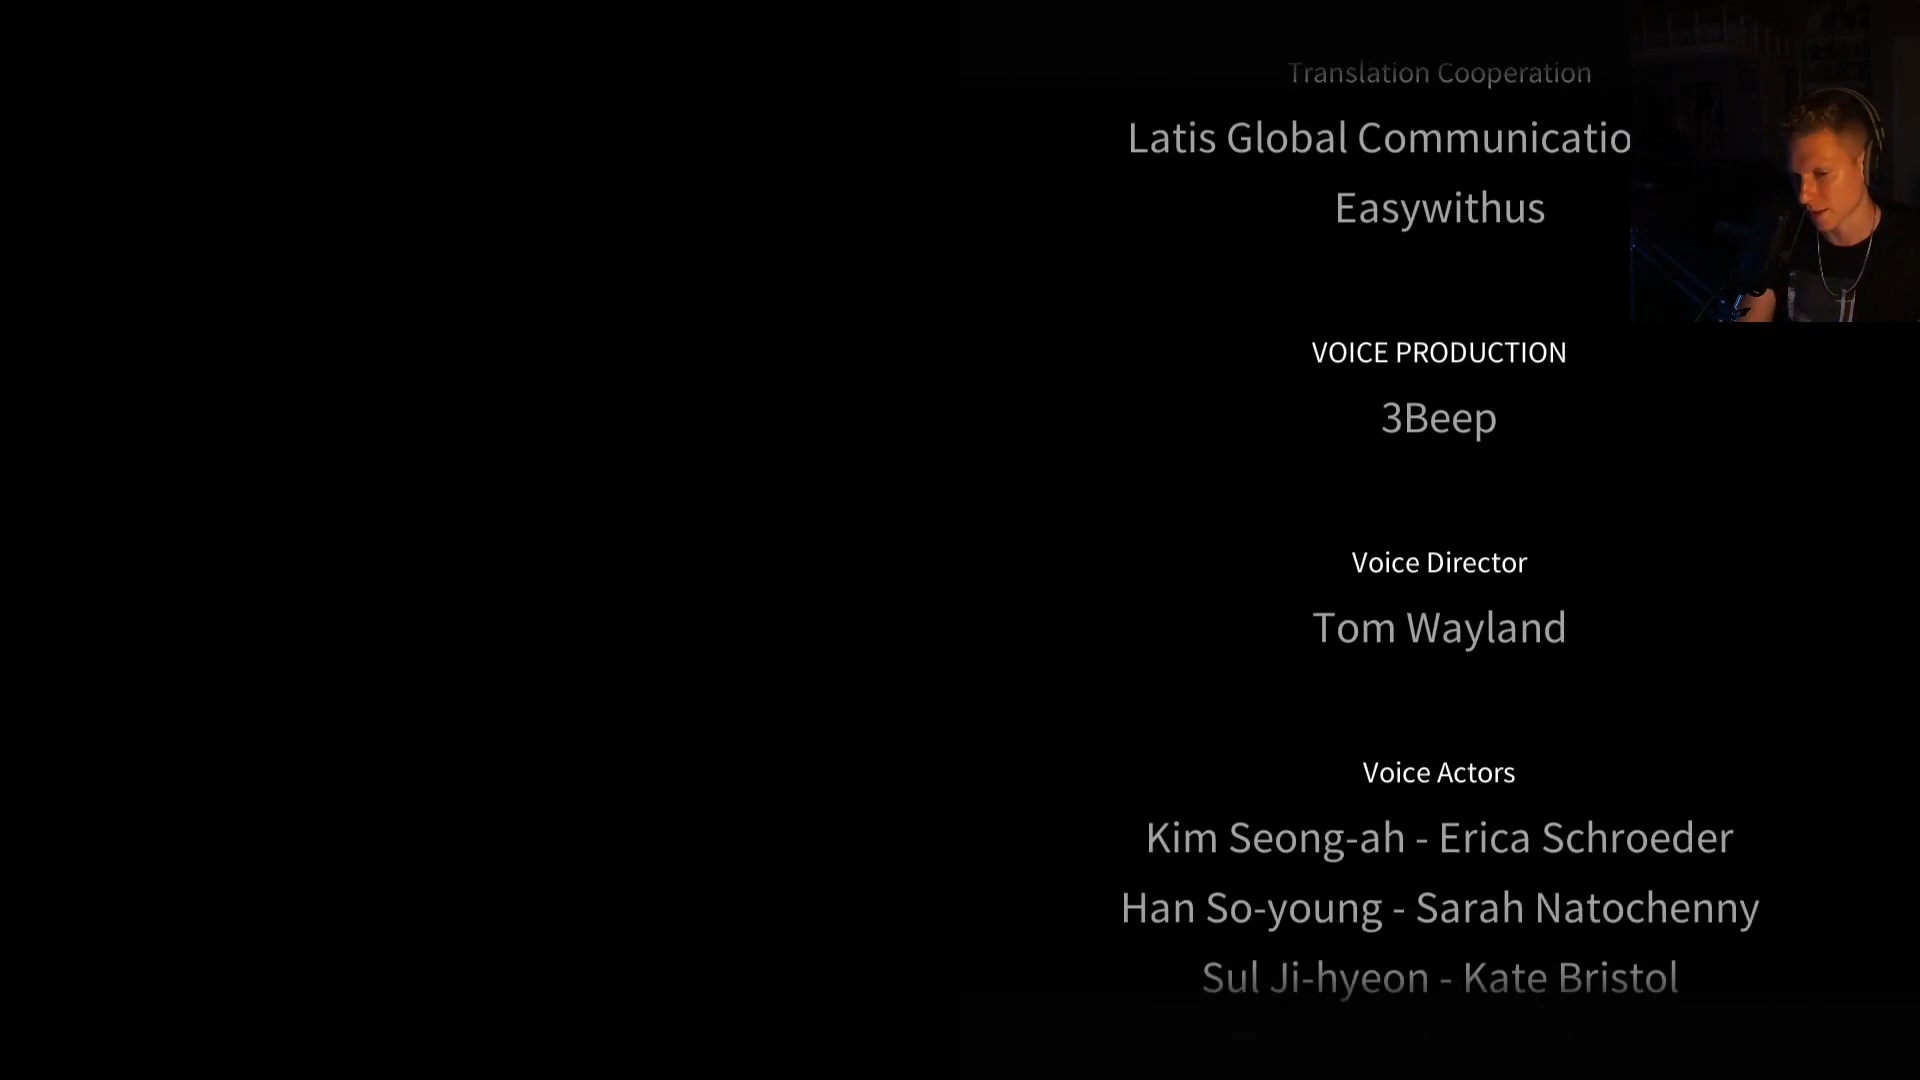 Translation Cooperation
Latis Global Communicatio
Easywithus
VOICE PRODUCTION
3Beep
Voice Director
Tom Wayland
Voice Actors
Kim Seong-ah - Erica Schroeder
Han So-young - Sarah Natochenny
Sul Ji-hyeon - Kate Bristol